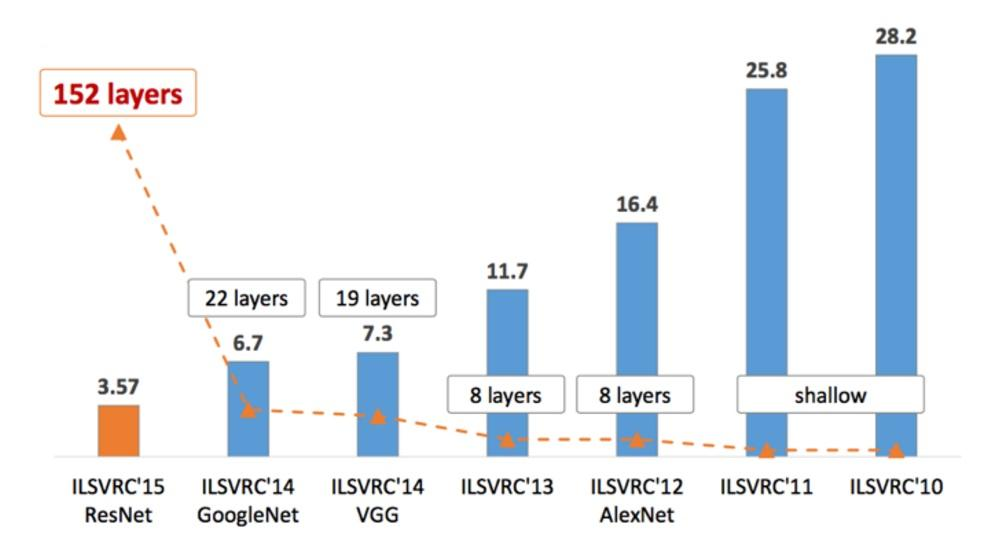 28.2
25.8
152 layers
16.4
11.7
22 layers
19 layers
7.3
6.7
3.57
8 layers
8 layers
shallow
ILSVRC'15
ResNet
ILSVRC'14
GoogleNet
ILSVRC'14
VGG
ILSVRC'13
ILSVRC'12
AlexNet
ILSVRC'11
ILSVRC'10